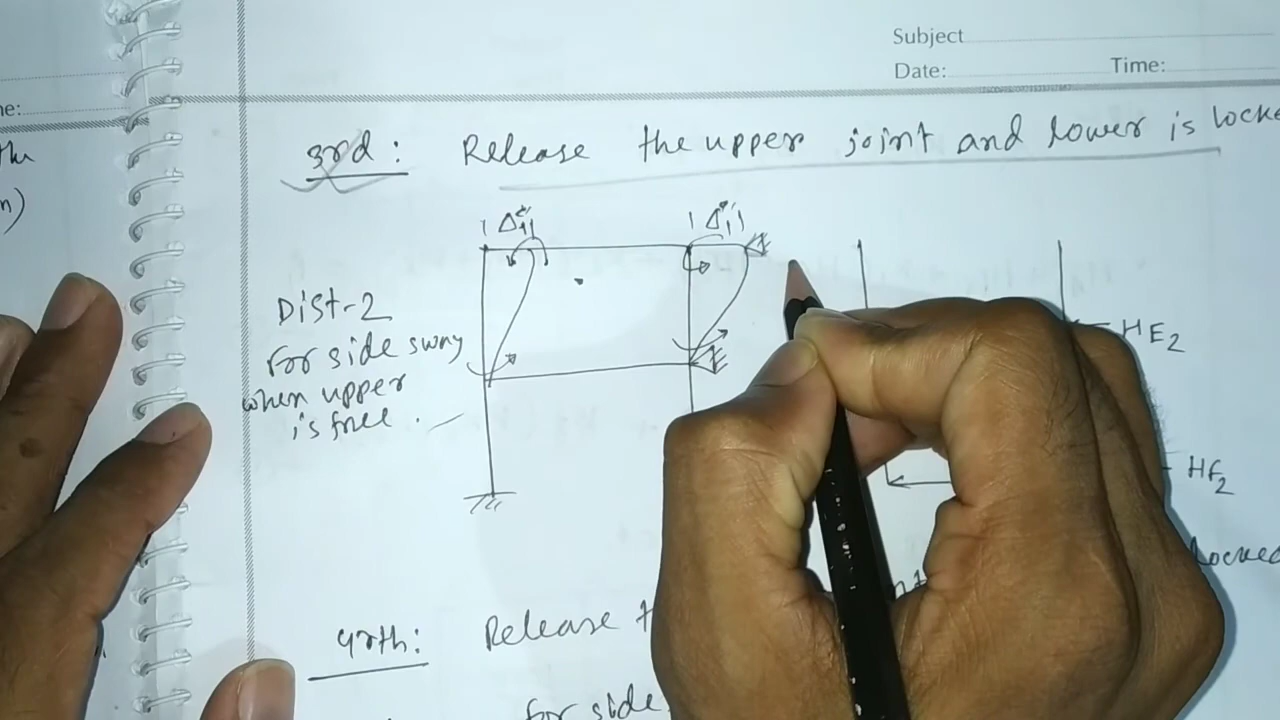 Subject
Date: Time:
3rd: Release the upper joint and lower is locke
Dist-2
for side sway
when upper
is free.
HE2
HF2
Locked
4rth: Release t
for side